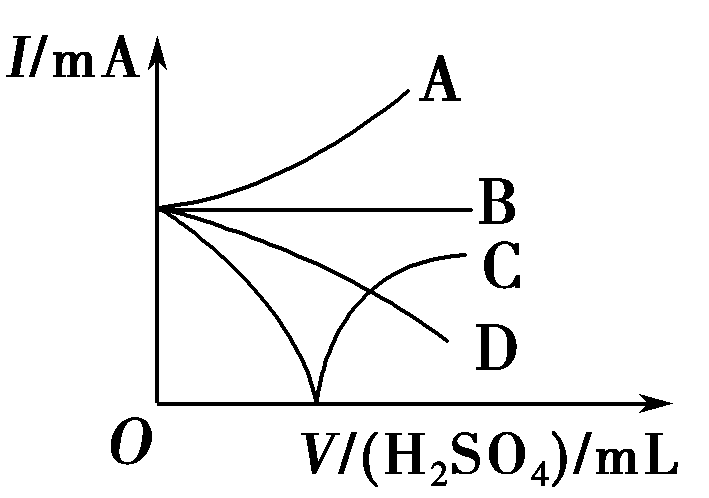 I/mA
A
B
C
D
O
V/(H₂SO₄)/mL